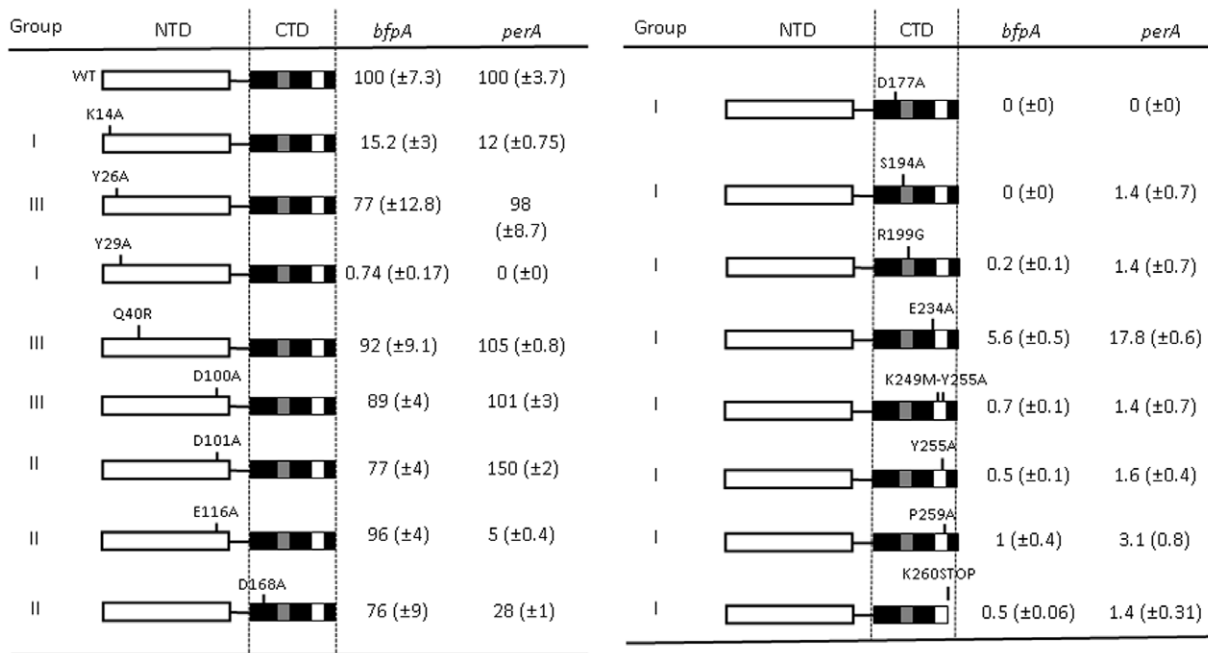 Group NTD CTD bfpA perA
WT 100 (±7.3) 100 (±3.7)
K14A
I 15.2 (±3) 12 (±0.75)
Y26A
III 77 (±12.8) 98
(±8.7)
Y29A
I 0.74 (±0.17) 0 (±0)
Q40R
III 92 (±9.1) 105 (±0.8)
D100A
III 89 (±4) 101 (±3)
D101A
II 77 (±4) 150 (±2)
E116A
II 96 (±4) 5 (±0.4)
D168A
II 76 (±9) 28 (±1)
Group NTD CTD bfpA perA
D177A
I 0 (±0) 0 (±0)
S194A
I 0 (±0) 1.4 (±0.7)
R199G
I 0.2 (±0.1) 1.4 (±0.7)
E234A
I 5.6 (±0.5) 17.8 (±0.6)
K249M-Y255A
I 0.7 (±0.1) 1.4 (±0.7)
Y255A
I 0.5 (±0.1) 1.6 (±0.4)
P259A
I 1 (±0.4) 3.1 (0.8)
K260STOP
I 0.5 (±0.06) 1.4 (±0.31)